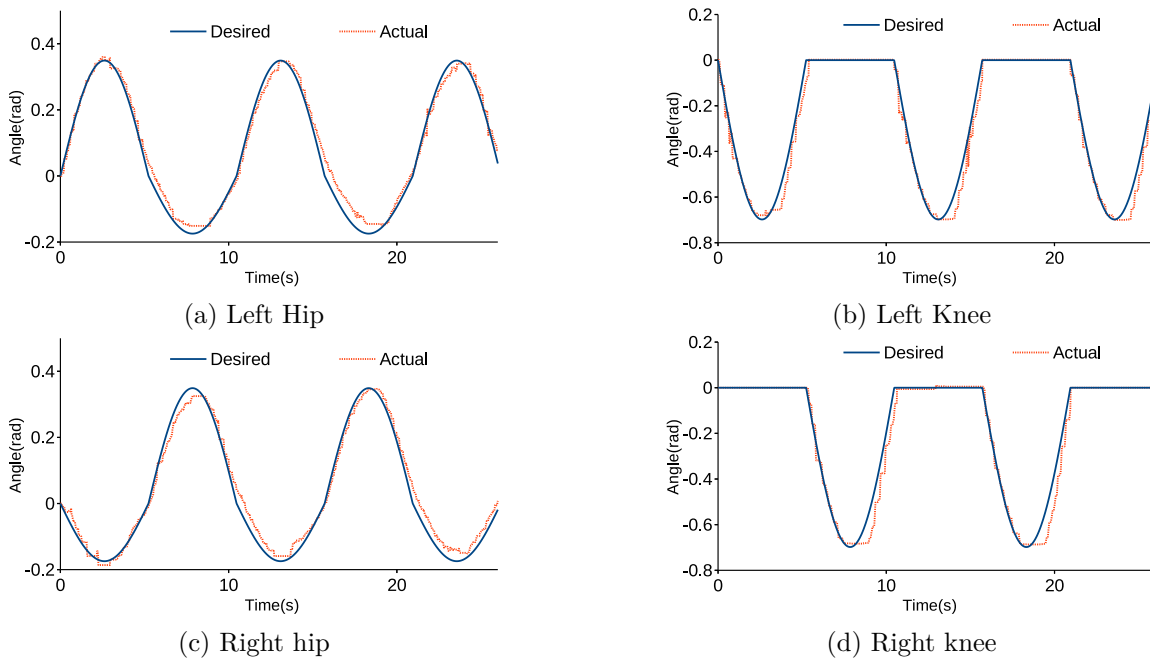 Desired Actual
0.4
0.2
0
-0.2
Angle(rad)
0 10 20
Time(s)
(a) Left Hip
0.2
Desired Actual
0
-0.2
-0.4
-0.6
-0.8
Angle(rad)
0 10 20
Time(s)
(b) Left Knee
Desired Actual
0.4
0.2
0
-0.2
Angle(rad)
0 10 20
Time(s)
(c) Right hip
0.2
Desired Actual
0
-0.2
-0.4
-0.6
-0.8
Angle(rad)
0 10 20
Time(s)
(d) Right knee